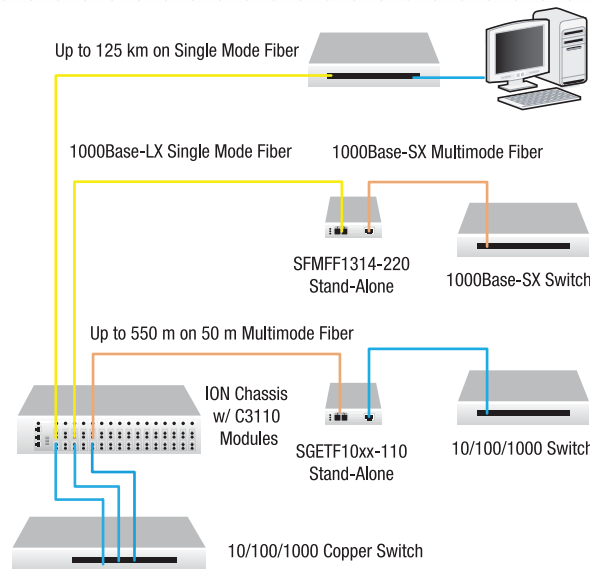 Up to 125 km on Single Mode Fiber
1000Base-LX Single Mode Fiber
1000Base-SX Multimode Fiber
SFMFF1314-220
Stand-Alone
1000Base-SX Switch
Up to 550 m on 50 m Multimode Fiber
ION Chassis
w/ C3110
Modules
SGETF10xx-110
Stand-Alone
10/100/1000 Switch
10/100/1000 Copper Switch